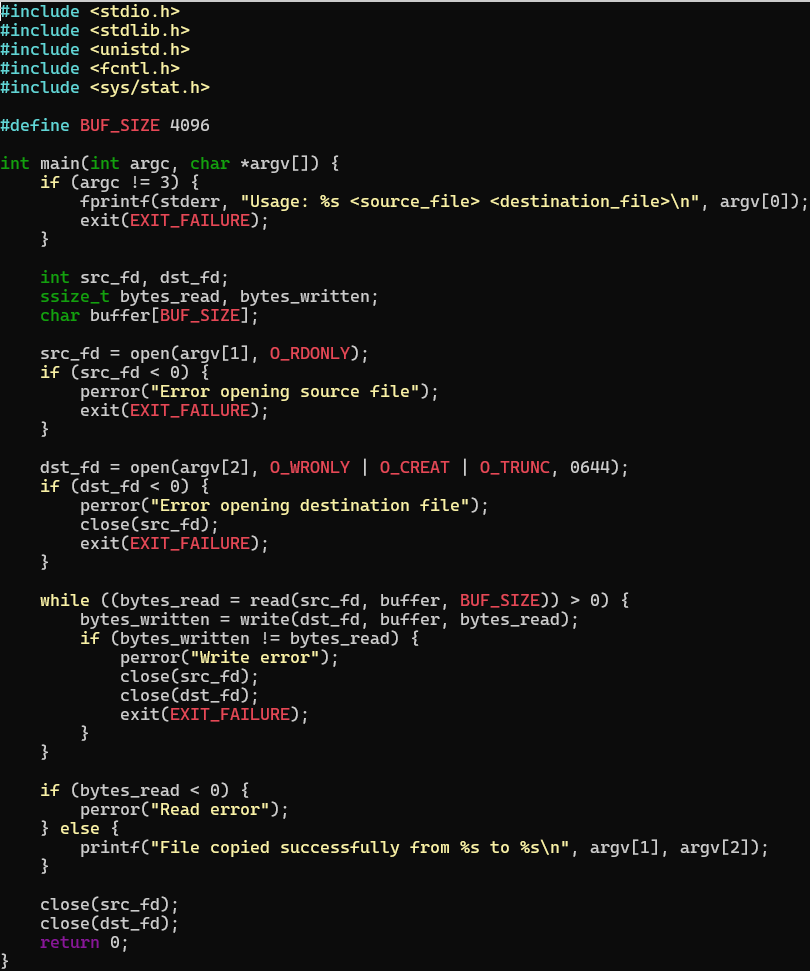 #include <stdio.h>
#include <stdlib.h>
#include <unistd.h>
#include <fcntl.h>
#include <sys/stat.h>

#define BUF_SIZE 4096

int main(int argc, char *argv[]) {
    if (argc != 3) {
        fprintf(stderr, "Usage: %s <source_file> <destination_file>\n", argv[0]);
        exit(EXIT_FAILURE);
    }

    int src_fd, dst_fd;
    ssize_t bytes_read, bytes_written;
    char buffer[BUF_SIZE];

    src_fd = open(argv[1], O_RDONLY);
    if (src_fd < 0) {
        perror("Error opening source file");
        exit(EXIT_FAILURE);
    }

    dst_fd = open(argv[2], O_WRONLY | O_CREAT | O_TRUNC, 0644);
    if (dst_fd < 0) {
        perror("Error opening destination file");
        close(src_fd);
        exit(EXIT_FAILURE);
    }

    while ((bytes_read = read(src_fd, buffer, BUF_SIZE)) > 0) {
        bytes_written = write(dst_fd, buffer, bytes_read);
        if (bytes_written != bytes_read) {
            perror("Write error");
            close(src_fd);
            close(dst_fd);
            exit(EXIT_FAILURE);
        }
    }

    if (bytes_read < 0) {
        perror("Read error");
    } else {
        printf("File copied successfully from %s to %s\n", argv[1], argv[2]);
    }

    close(src_fd);
    close(dst_fd);
    return 0;
}